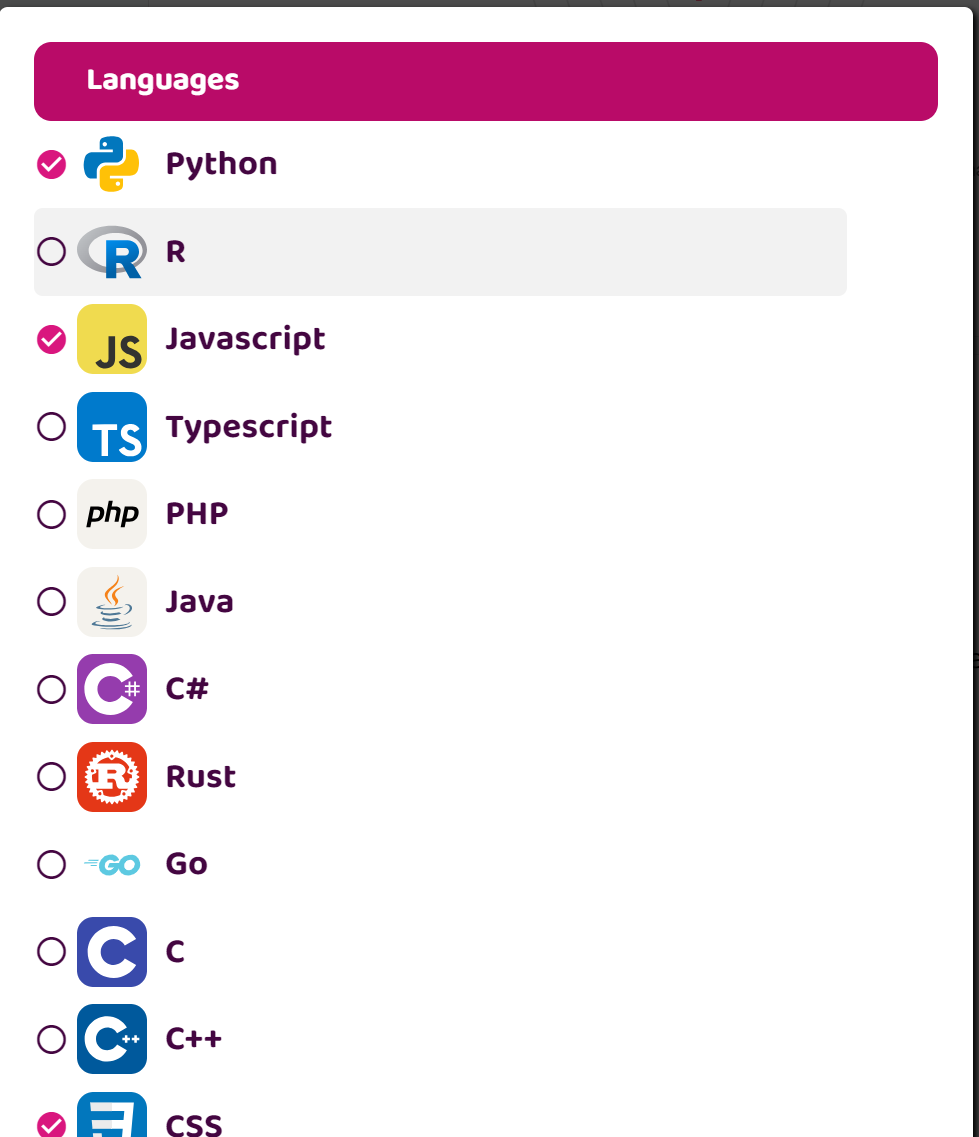 Languages
Python
R R
JS Javascript
TS Typescript
php PHP
Java
C# C#
R Rust
GO Go
C C
C++ C++
CSS